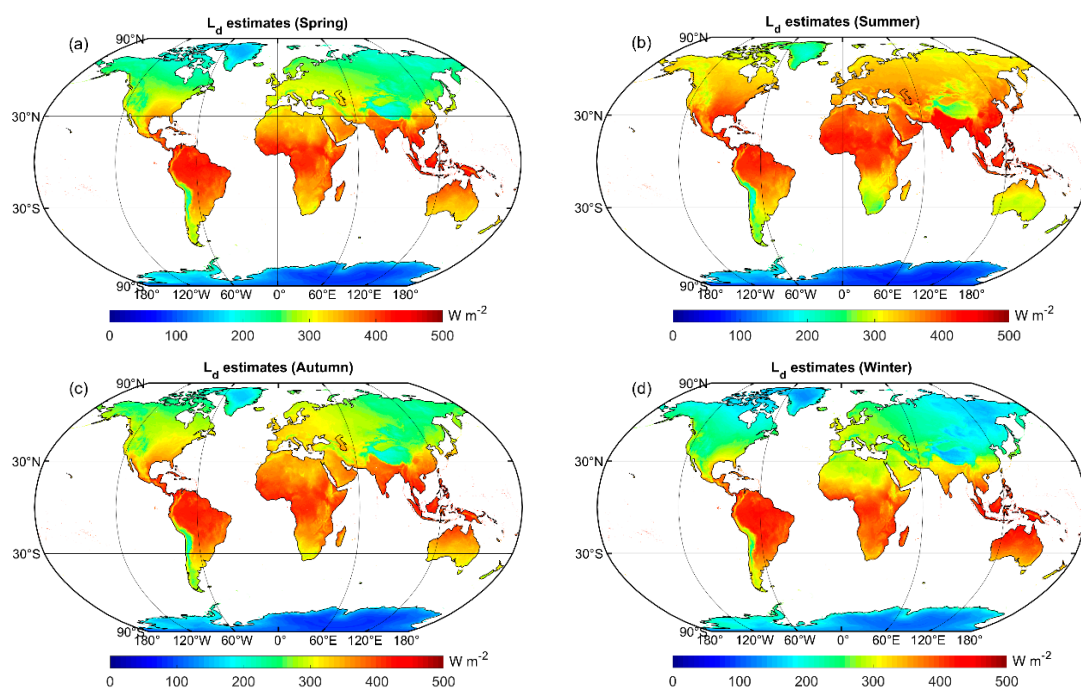 L_d estimates (Spring)
(a)
90°N
30°N
30°S
90°S
180° 120°W 60°W 0° 60°E 120°E 180°
W m⁻²
0 100 200 300 400 500
L_d estimates (Summer)
(b)
90°N
30°N
30°S
90°S
180° 120°W 60°W 0° 60°E 120°E 180°
W m⁻²
0 100 200 300 400 500
L_d estimates (Autumn)
(c)
90°N
30°N
30°S
90°S
180° 120°W 60°W 0° 60°E 120°E 180°
W m⁻²
0 100 200 300 400 500
L_d estimates (Winter)
(d)
90°N
30°N
30°S
90°S
180° 120°W 60°W 0° 60°E 120°E 180°
W m⁻²
0 100 200 300 400 500